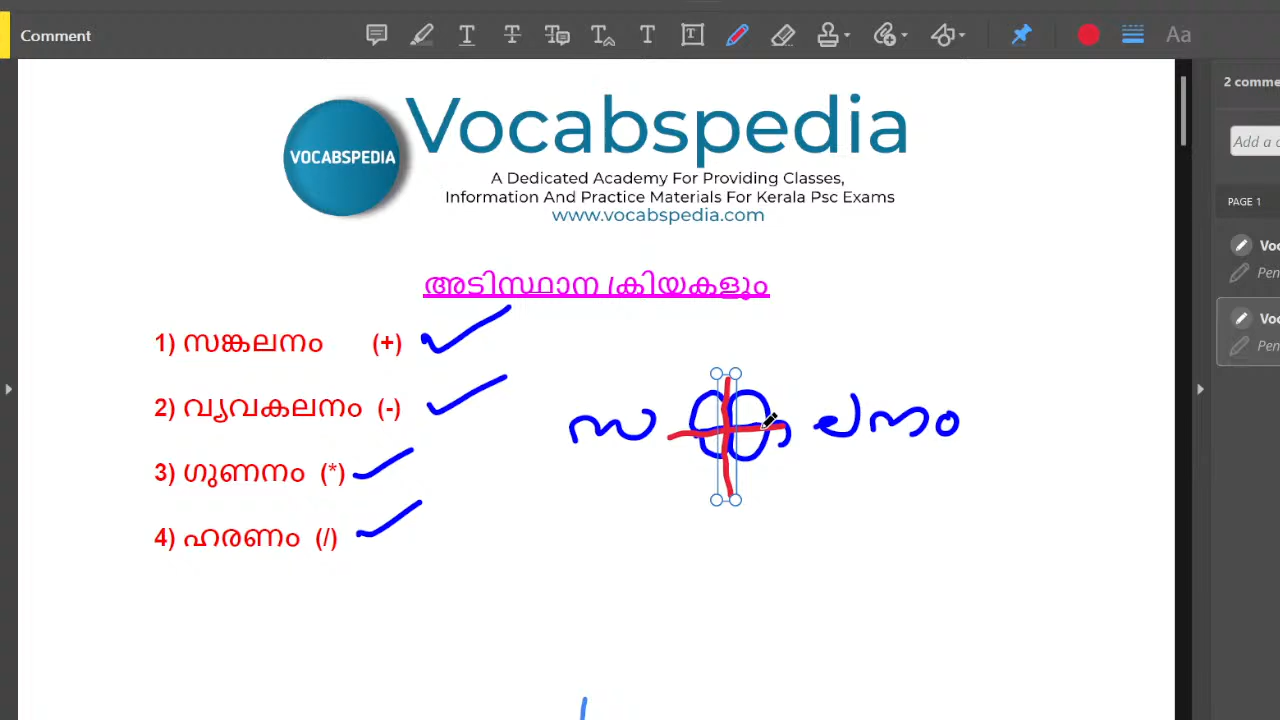 Comment
T T T T T T Aa
2 comme
Add a c
PAGE 1
Voc
Pen
Voc
Pen
VOCABSPEDIA
Vocabspedia
A Dedicated Academy For Providing Classes,
Information And Practice Materials For Kerala Psc Exams
www.vocabspedia.com
അടിസ്ഥാന ക്രിയകളും
1) സങ്കലനം (+)
2) വ്യവകലനം (-)
3) ഗുണനം (*)
4) ഹരണം (/)
സങ്കലനം